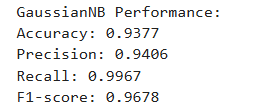 GaussianNB Performance:
Accuracy: 0.9377
Precision: 0.9406
Recall: 0.9967
F1-score: 0.9678